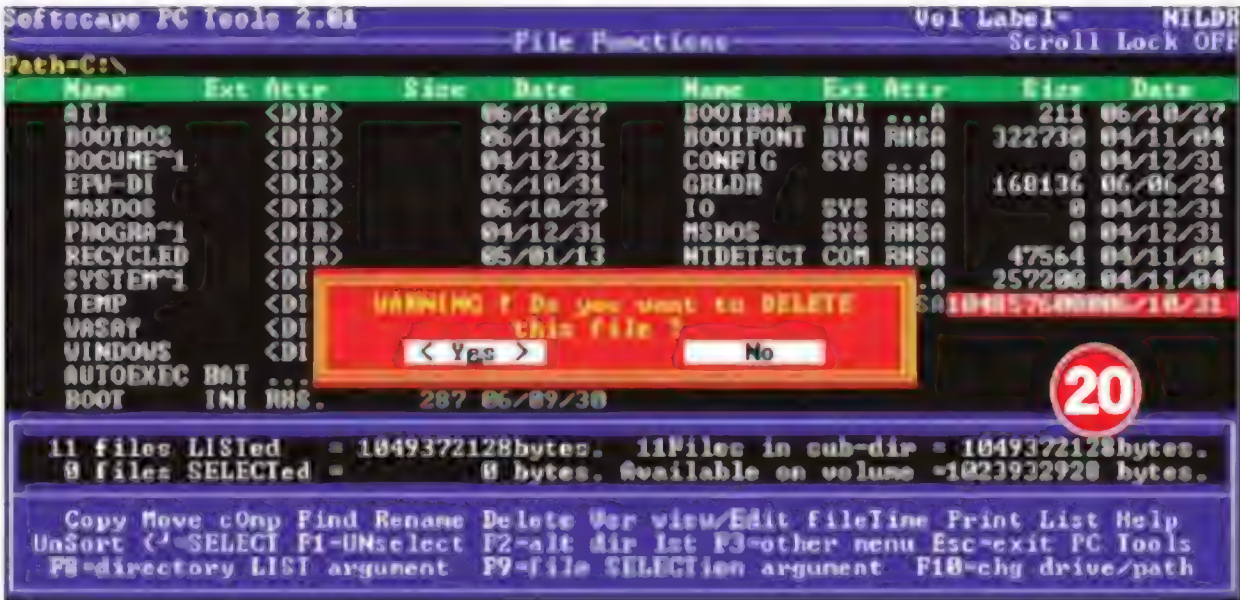 Softscape PC Tools 2.01 Vol Label= NTLDR
File Functions Scroll Lock OFF
Path=C:\
Name Ext Attr Size Date Name Ext Attr Size Date
ATI <DIR> 06/10/27 BOOTBAK INI ...A 211 06/10/27
BOOTDOS <DIR> 06/10/31 BOOTFONT BIN RHSA 322730 04/11/04
DOCUME~1 <DIR> 04/12/31 CONFIG SYS ...A 0 04/12/31
EFW-DI <DIR> 06/10/31 GRLDR RHSA 168136 06/06/24
MAXDOS <DIR> 06/10/27 IO SYS RHSA 0 04/12/31
PROGRA~1 <DIR> 04/12/31 MSDOS SYS RHSA 0 04/12/31
RECYCLED <DIR> 05/01/13 NTDETECT COM RHSA 47564 04/11/04
SYSTEM~1 <DI .A 257200 04/11/04
TEMP <DI WARNING ! Do you want to DELETE SA104857600006/10/31
VASAY <DI this file ?
WINDOWS <DI < Yes > No
AUTOEXEC BAT ...
BOOT INI RHS. 287 06/09/30
20
11 files LISTed = 1049372128bytes. 11Files in sub-dir = 1049372128bytes.
0 files SELECTed = 0 bytes. Available on volume =1023932928 bytes.
Copy Move cOmp Find Rename Delete Ver view/Edit fileTime Print List Help
UnSort =SELECT F1=UNselect F2=alt dir lst F3=other menu Esc=exit PC Tools
F8=directory LIST argument F9=file SELECTion argument F10=chg drive/path